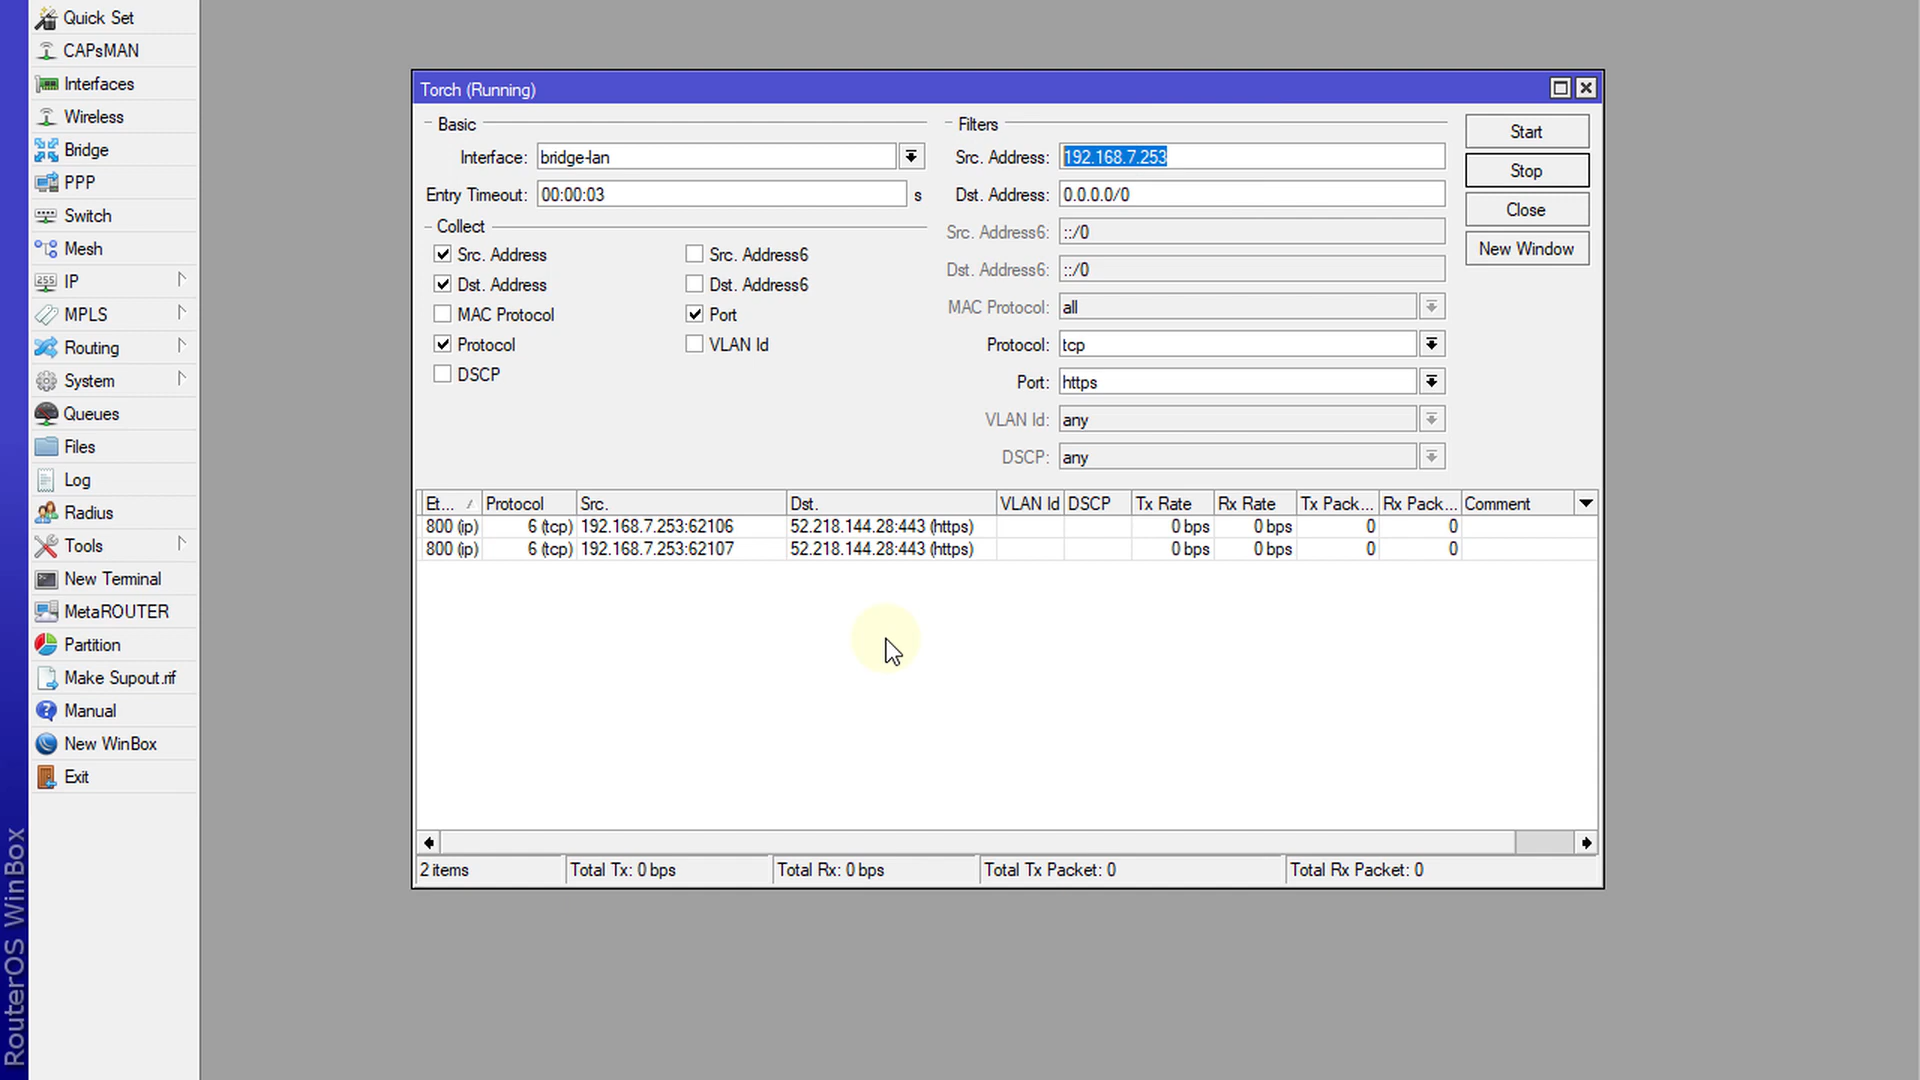 Quick Set
CAPsMAN
Interfaces
Wireless
Bridge
PPP
Switch
Mesh
255 IP
MPLS
Routing
System
Queues
Files
Log
Radius
Tools
New Terminal
MetaROUTER
Partition
Make Supout.rif
Manual
New WinBox
Exit
RouterOS WinBox
Torch (Running)
Basic
Interface: bridge-lan
Entry Timeout: 00:00:03 s
Collect
Src. Address Src. Address6
Dst. Address Dst. Address6
MAC Protocol Port
Protocol VLAN Id
DSCP
Filters
Src. Address: 192.168.7.253
Dst. Address: 0.0.0.0/0
Src. Address6: ::/0
Dst. Address6: ::/0
MAC Protocol: all
Protocol: tcp
Port: https
VLAN Id: any
DSCP: any
Start
Stop
Close
New Window
Et... Protocol Src. Dst. VLAN Id DSCP Tx Rate Rx Rate Tx Pack... Rx Pack... Comment
800 (ip) 6 (tcp) 192.168.7.253:62106 52.218.144.28:443 (https) 0 bps 0 bps 0 0
800 (ip) 6 (tcp) 192.168.7.253:62107 52.218.144.28:443 (https) 0 bps 0 bps 0 0
2 items Total Tx: 0 bps Total Rx: 0 bps Total Tx Packet: 0 Total Rx Packet: 0